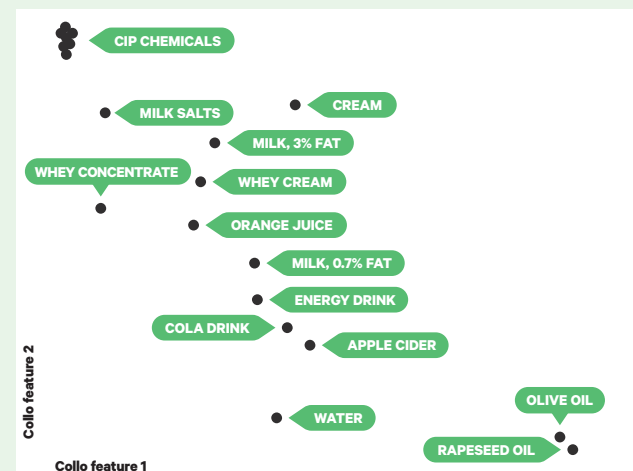 CIP CHEMICALS
CREAM
MILK SALTS
MILK, 3% FAT
WHEY CONCENTRATE
WHEY CREAM
ORANGE JUICE
MILK, 0.7% FAT
ENERGY DRINK
COLA DRINK
APPLE CIDER
Collo feature 2
OLIVE OIL
WATER
RAPESEED OIL
Collo feature 1